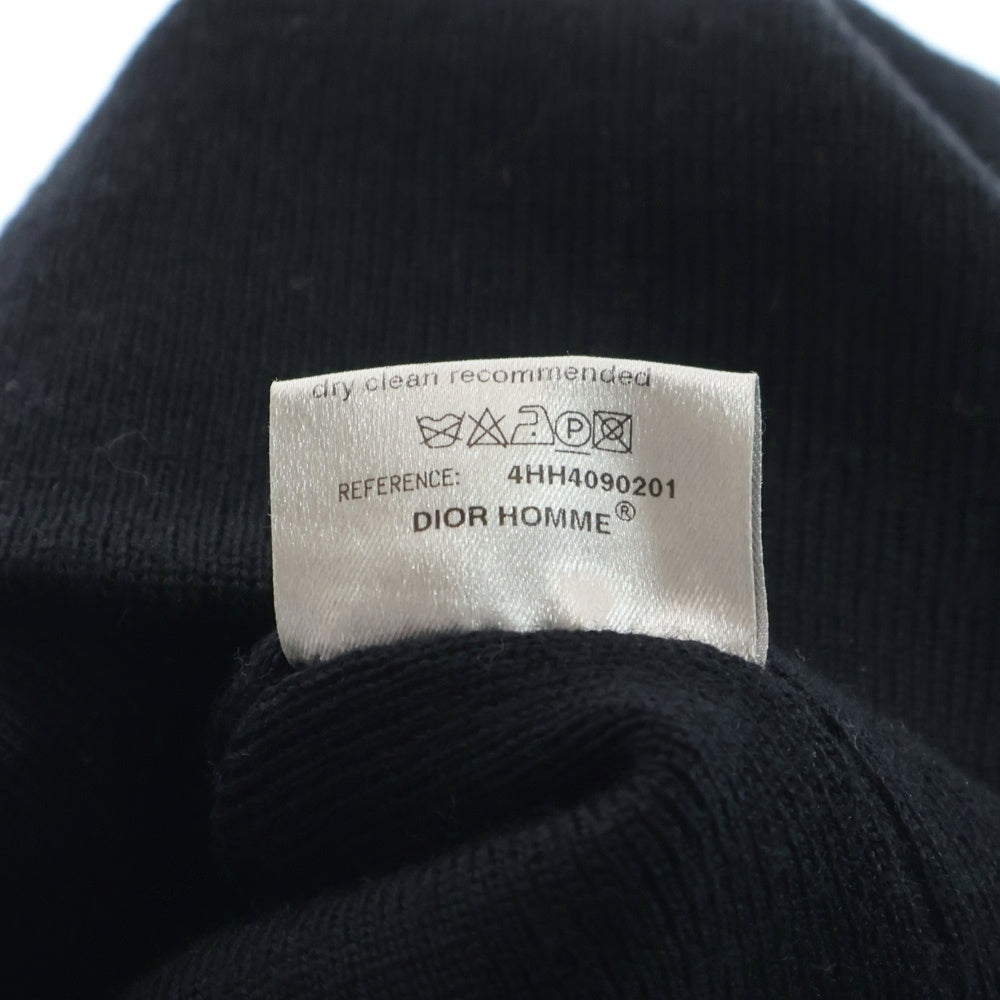 dry clean recommended
P
REFERENCE: 4HH4090201
DIOR HOMME®